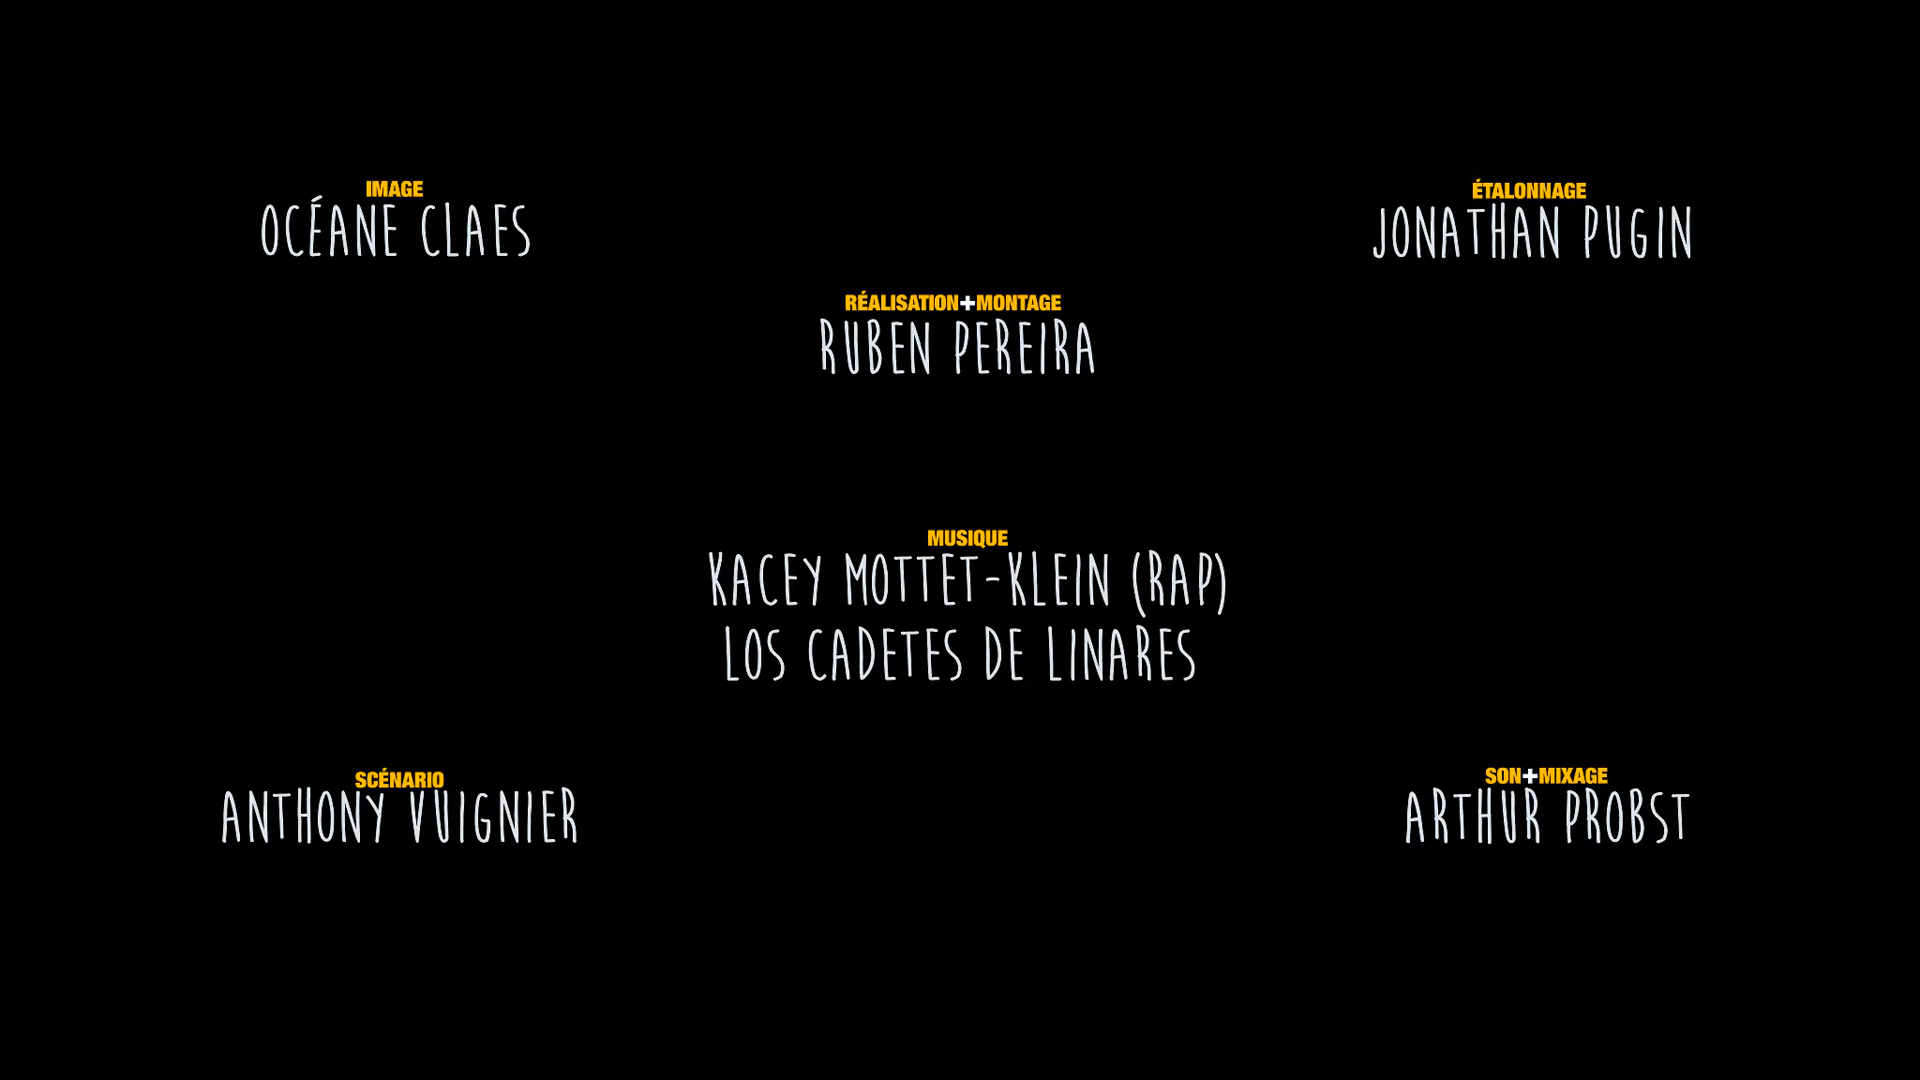 IMAGE
OCÉANE CLAES
ÉTALONNAGE
JONATHAN PUGIN
RÉALISATION+MONTAGE
RUBEN PEREIRA
MUSIQUE
KACEY MOTTET-KLEIN (RAP)
LOS CADETES DE LINARES
SCÉNARIO
ANTHONY VUIGNIER
SON+MIXAGE
ARTHUR PROBST